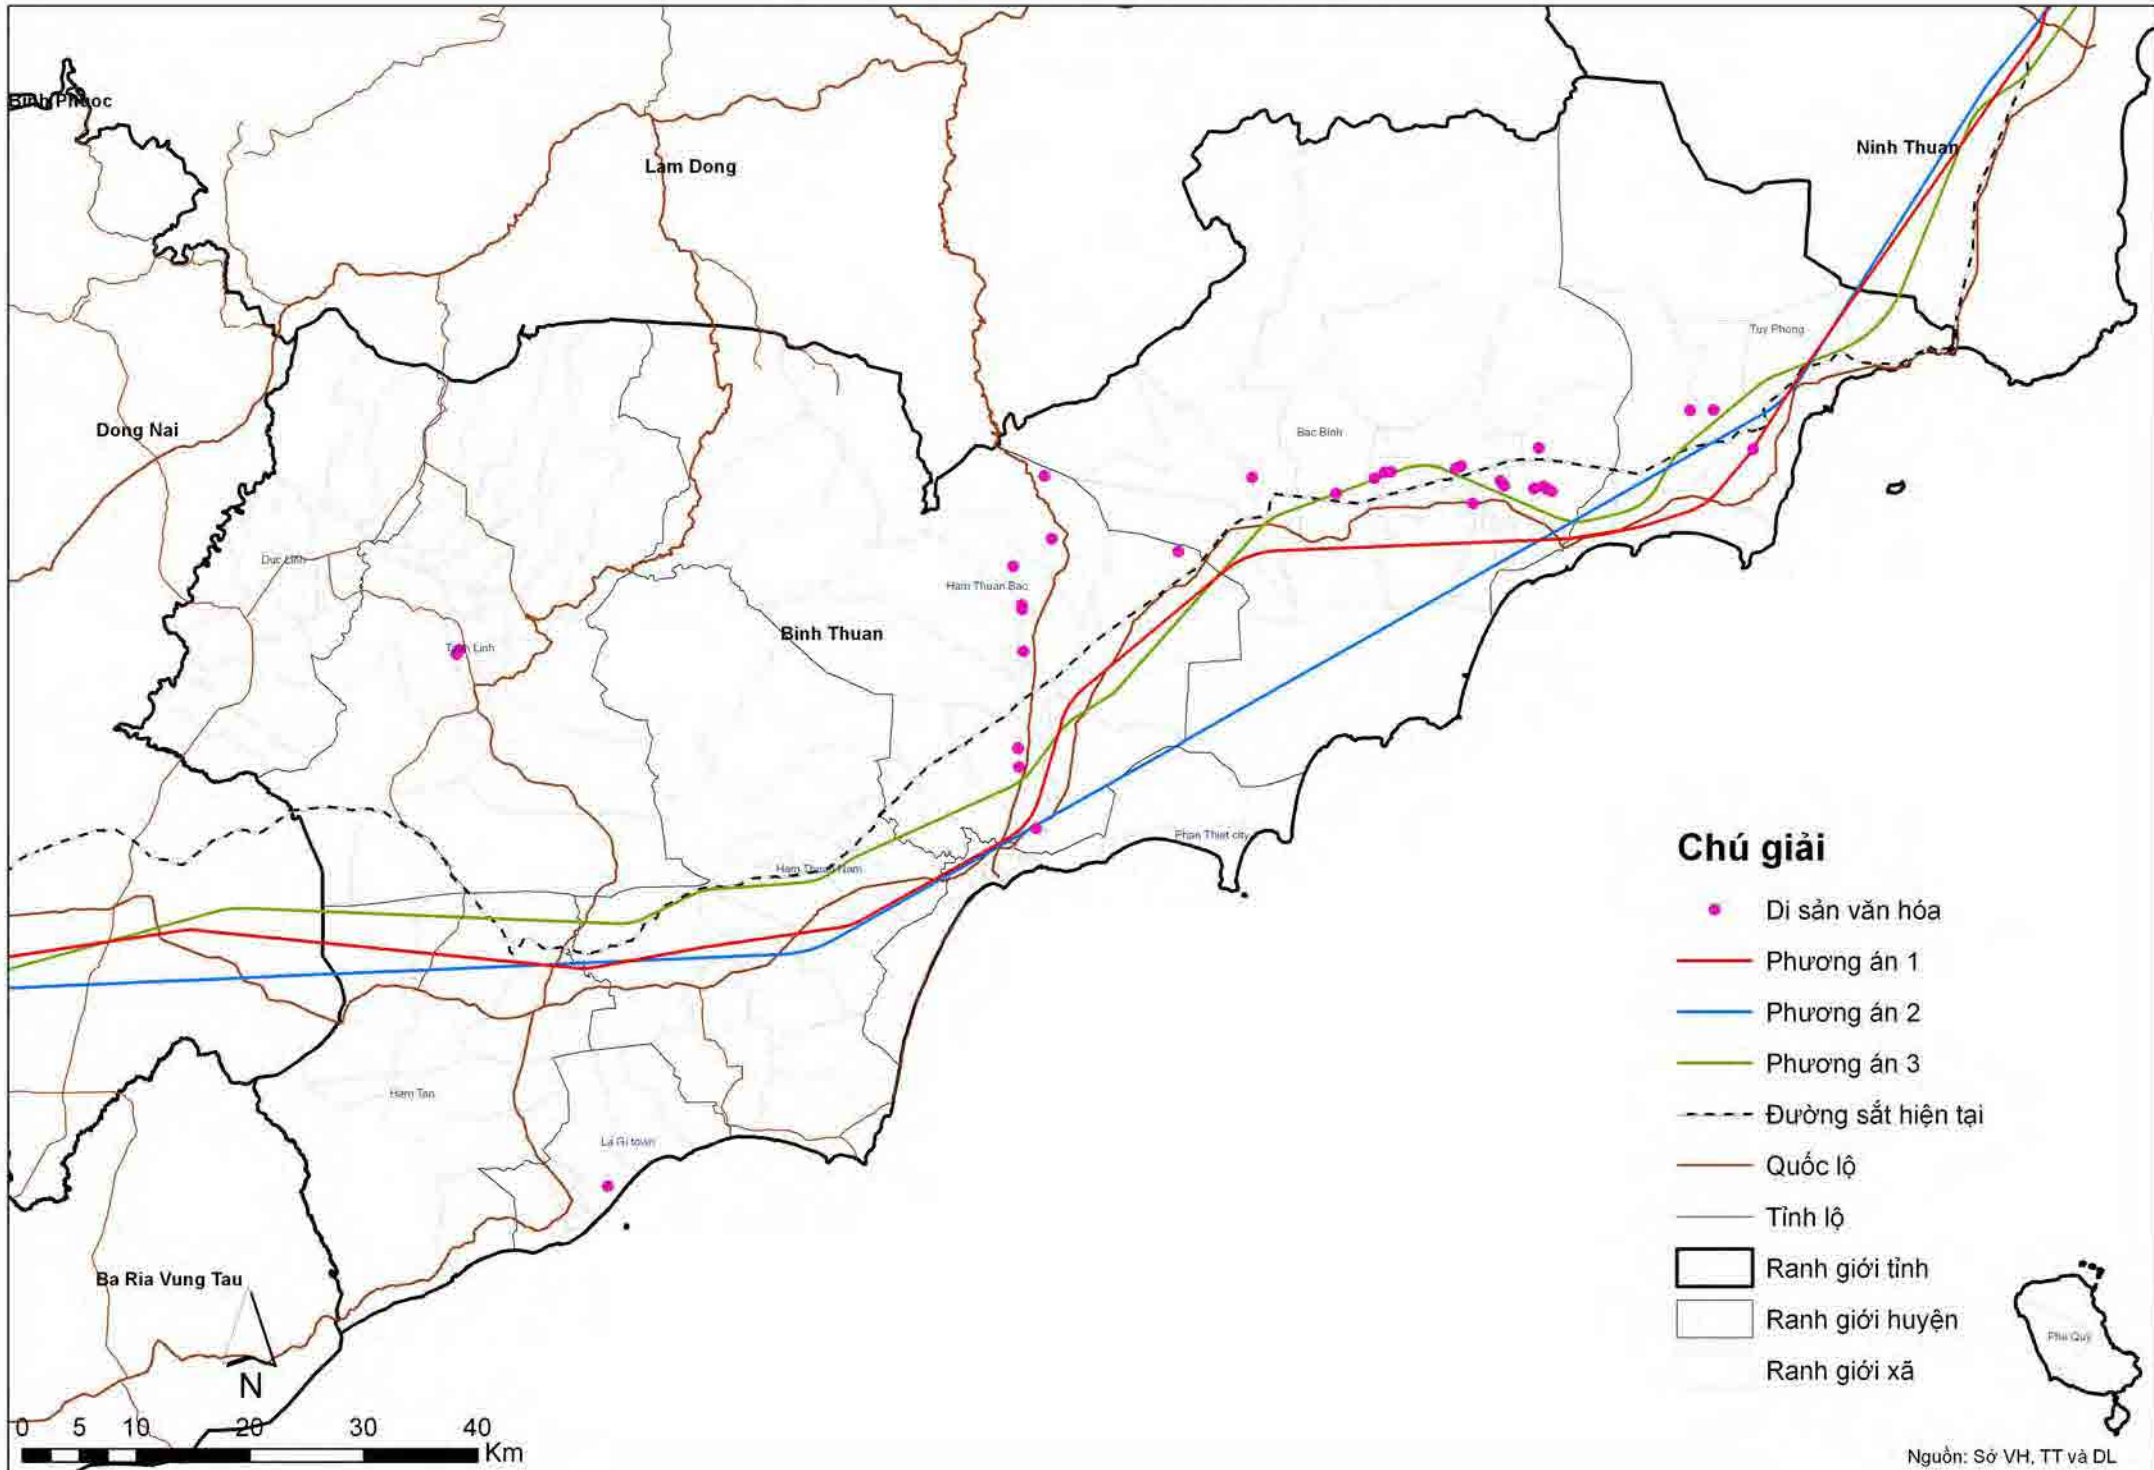 Binh Phuoc
Lam Dong
Ninh Thuan
Tuy Phong
Dong Nai
Bac Binh
Duc Linh
Ham Thuan Bac
Binh Thuan
Tanh Linh
Phan Thiet city
Ham Thuan Nam
Ham Tan
La Gi town
Ba Ria Vung Tau
Phu Quy
Chú giải
Di sản văn hóa
Phương án 1
Phương án 2
Phương án 3
Đường sắt hiện tại
Quốc lộ
Tỉnh lộ
Ranh giới tỉnh
Ranh giới huyện
Ranh giới xã
N
0 5 10 20 30 40
Km
Nguồn: Sở VH, TT và DL